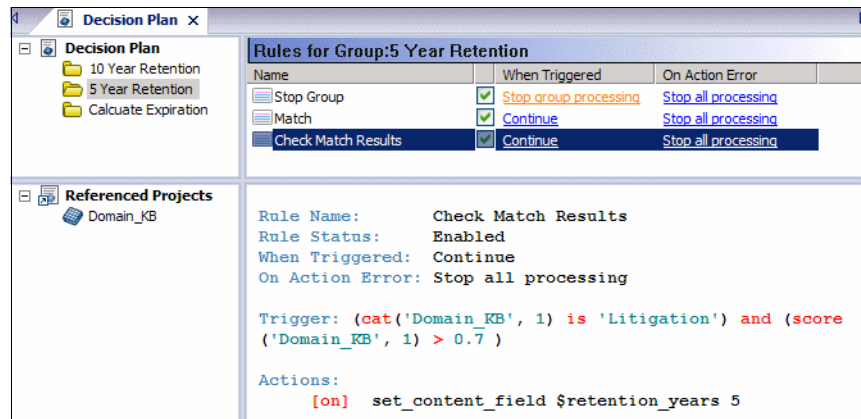 Decision Plan
Decision Plan
10 Year Retention
5 Year Retention
Calcuate Expiration
Rules for Group:5 Year Retention
Name When Triggered On Action Error
Stop Group Stop group processing Stop all processing
Match Continue Stop all processing
Check Match Results Continue Stop all processing
Referenced Projects
Domain_KB
Rule Name: Check Match Results
Rule Status: Enabled
When Triggered: Continue
On Action Error: Stop all processing
Trigger: (cat('Domain_KB', 1) is 'Litigation') and (score
('Domain_KB', 1) > 0.7 )
Actions:
[on] set_content_field $retention_years 5